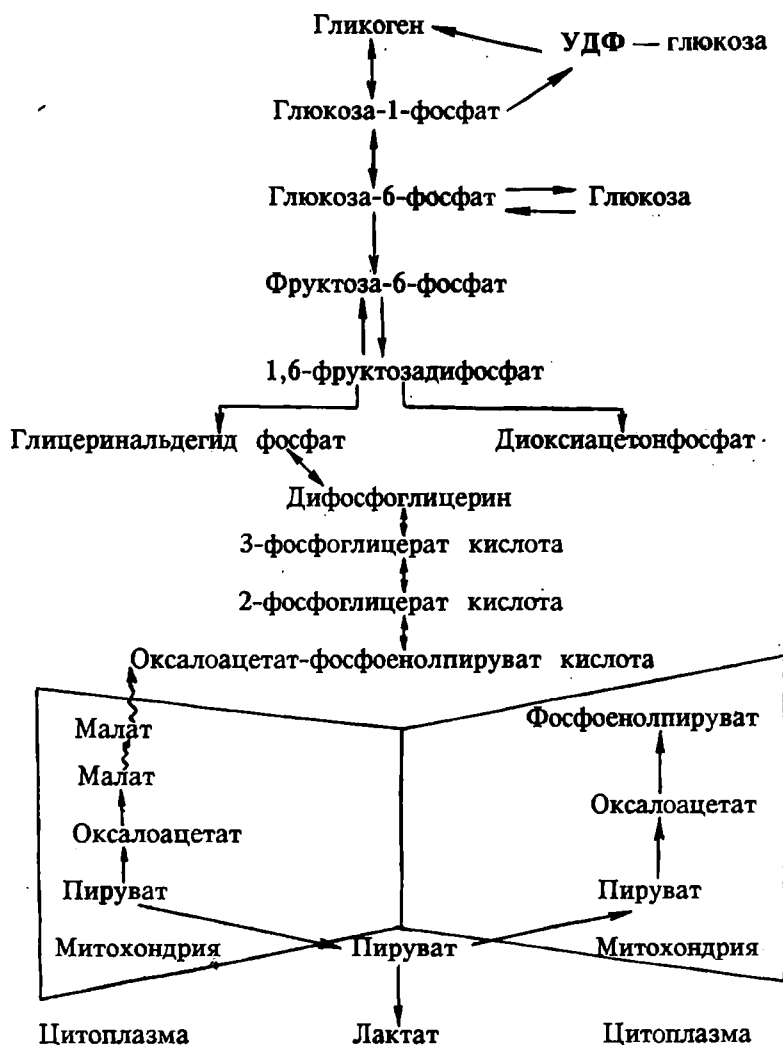 Гликоген
УДФ — глюкоза
Глюкоза-1-фосфат
Глюкоза-6-фосфат
Глюкоза
Фруктоза-6-фосфат
1,6-фруктозадифосфат
Глицеринальдегид фосфат
Диоксиацетонфосфат
Дифосфоглицерин
3-фосфоглицерат кислота
2-фосфоглицерат кислота
Оксалоацетат-фосфоенолпируват кислота
Малат
Фосфоенолпируват
Малат
Оксалоацетат
Оксалоацетат
Пируват
Пируват
Митохондрия
Пируват
Митохондрия
Цитоплазма
Лактат
Цитоплазма